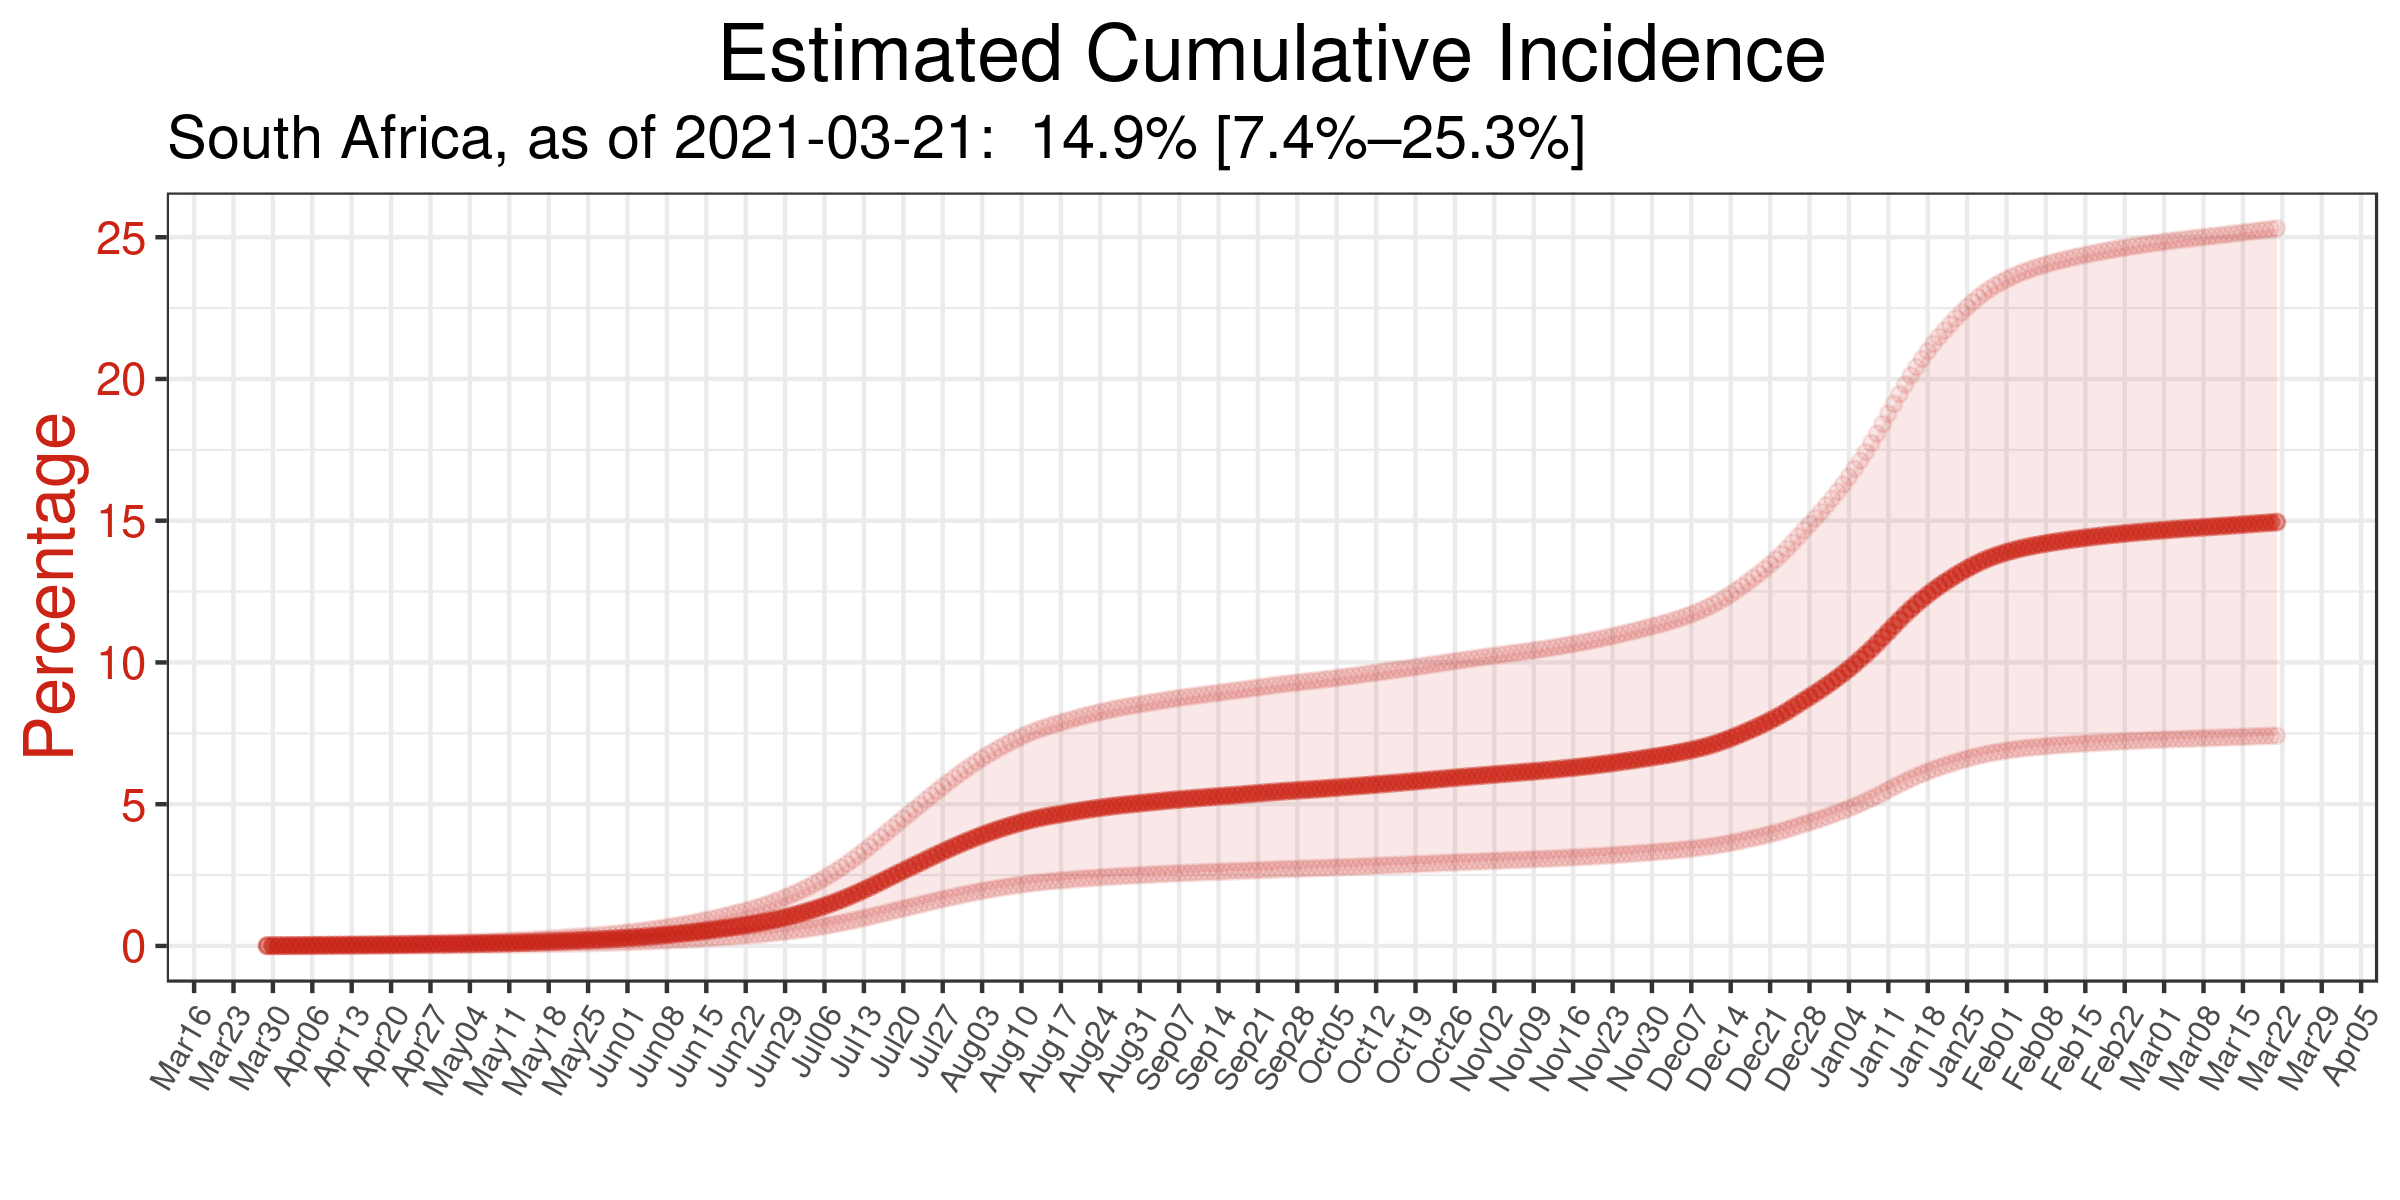 Estimated Cumulative Incidence
South Africa, as of 2021-03-21:  14.9% [7.4%–25.3%]
Percentage
25
20
15
10
5
0
Mar16
Mar23
Mar30
Apr06
Apr13
Apr20
Apr27
May04
May11
May18
May25
Jun01
Jun08
Jun15
Jun22
Jun29
Jul06
Jul13
Jul20
Jul27
Aug03
Aug10
Aug17
Aug24
Aug31
Sep07
Sep14
Sep21
Sep28
Oct05
Oct12
Oct19
Oct26
Nov02
Nov09
Nov16
Nov23
Nov30
Dec07
Dec14
Dec21
Dec28
Jan04
Jan11
Jan18
Jan25
Feb01
Feb08
Feb15
Feb22
Mar01
Mar08
Mar15
Mar22
Mar29
Apr05